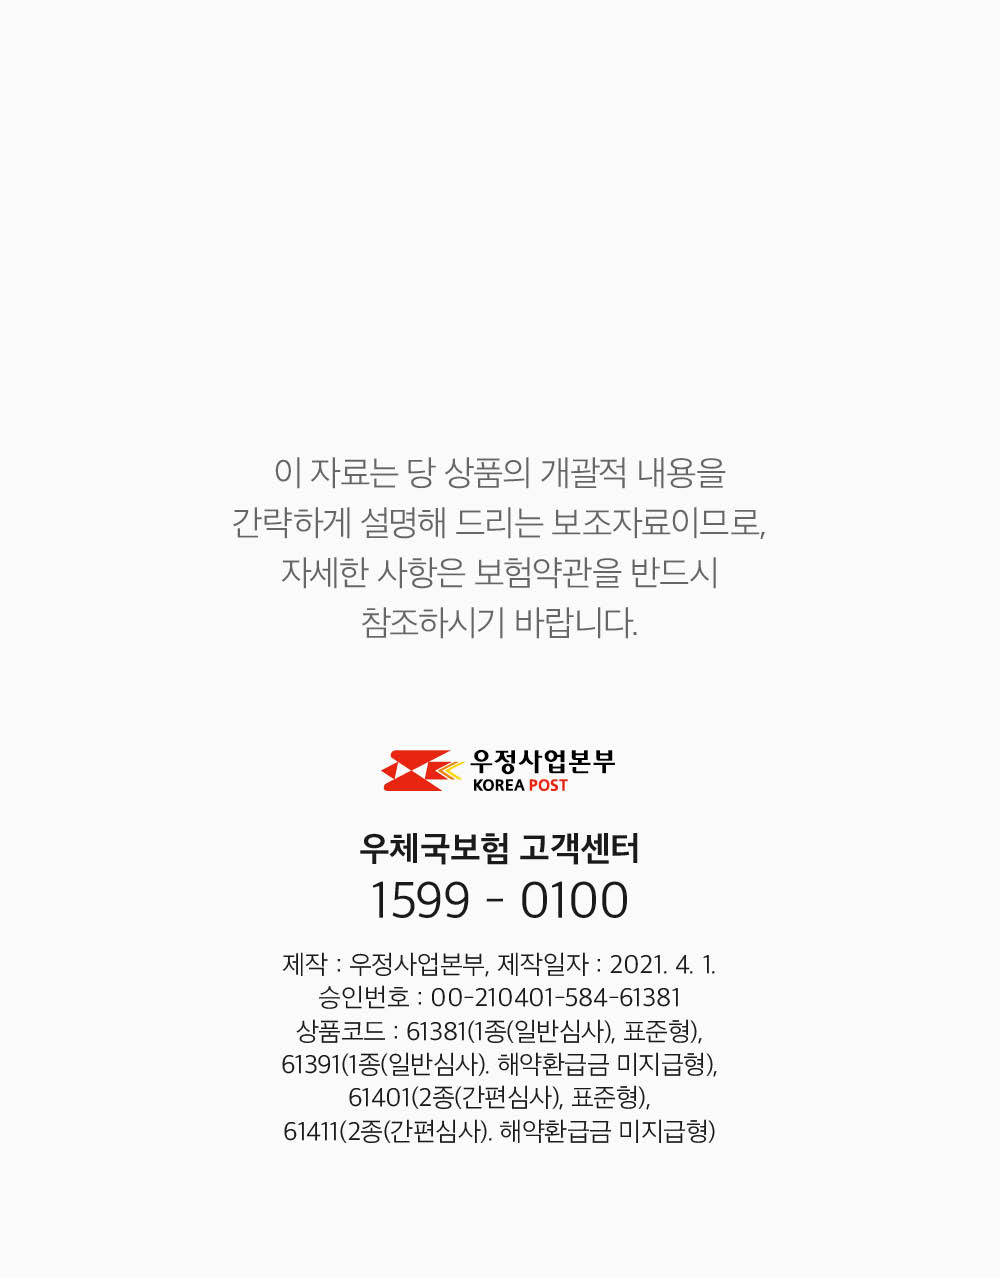 이 자료는 당 상품의 개괄적 내용을
간략하게 설명해 드리는 보조자료이므로,
자세한 사항은 보험약관을 반드시
참조하시기 바랍니다.
우정사업본부
KOREA POST
우체국보험 고객센터
1599 - 0100
제작 : 우정사업본부, 제작일자 : 2021. 4. 1.
승인번호 : 00-210401-584-61381
상품코드 : 61381(1종(일반심사), 표준형),
61391(1종(일반심사). 해약환급금 미지급형),
61401(2종(간편심사), 표준형),
61411(2종(간편심사). 해약환급금 미지급형)